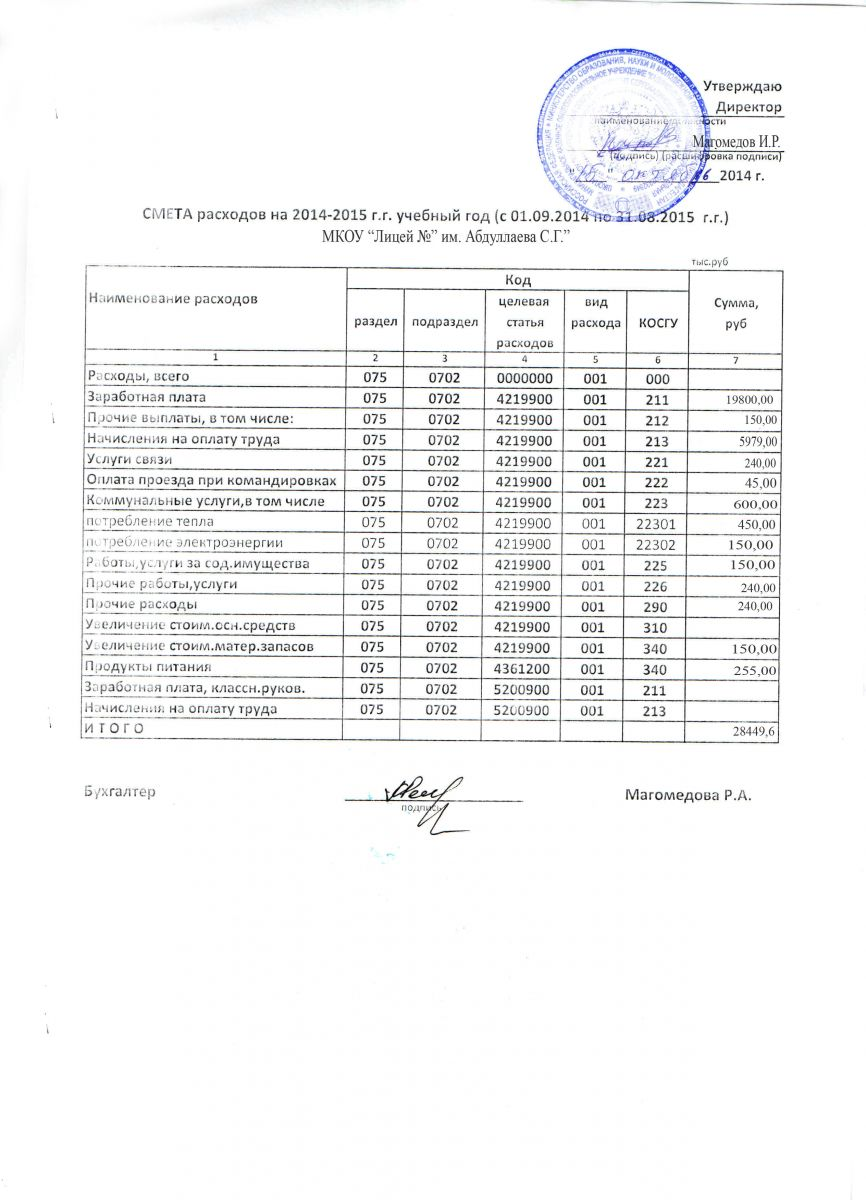 Утверждаю
Директор
наименование должности
Магомедов И.Р.
(подпись) (расшифровка подписи)
2014 г.
СМЕТА расходов на 2014-2015 г.г. учебный год (с 01.09.2014 по 31.08.2015 г.г.)
МКОУ “Лицей №” им. Абдуллаева С.Г.”
тыс.руб
Наименование расходов Код Сумма, руб
раздел подраздел целевая статья расходов вид расхода КОСГУ
1 2 3 4 5 6 7
Расходы, всего 075 0702 0000000 001 000
Заработная плата 075 0702 4219900 001 211 19800,00
Прочие выплаты, в том числе: 075 0702 4219900 001 212 150,00
Начисления на оплату труда 075 0702 4219900 001 213 5979,00
Услуги связи 075 0702 4219900 001 221 240,00
Оплата проезда при командировках 075 0702 4219900 001 222 45,00
Коммунальные услуги,в том числе 075 0702 4219900 001 223 600,00
потребление тепла 075 0702 4219900 001 22301 450,00
потребление электроэнергии 075 0702 4219900 001 22302 150,00
Работы,услуги за сод.имущества 075 0702 4219900 001 225 150,00
Прочие работы,услуги 075 0702 4219900 001 226 240,00
Прочие расходы 075 0702 4219900 001 290 240,00
Увеличение стоим.осн.средств 075 0702 4219900 001 310
Увеличение стоим.матер.запасов 075 0702 4219900 001 340 150,00
Продукты питания 075 0702 4361200 001 340 255,00
Заработная плата, классн.руков. 075 0702 5200900 001 211
Начисления на оплату труда 075 0702 5200900 001 213
И Т О Г О 28449,6
Бухгалтер Магомедова Р.А.
подпись